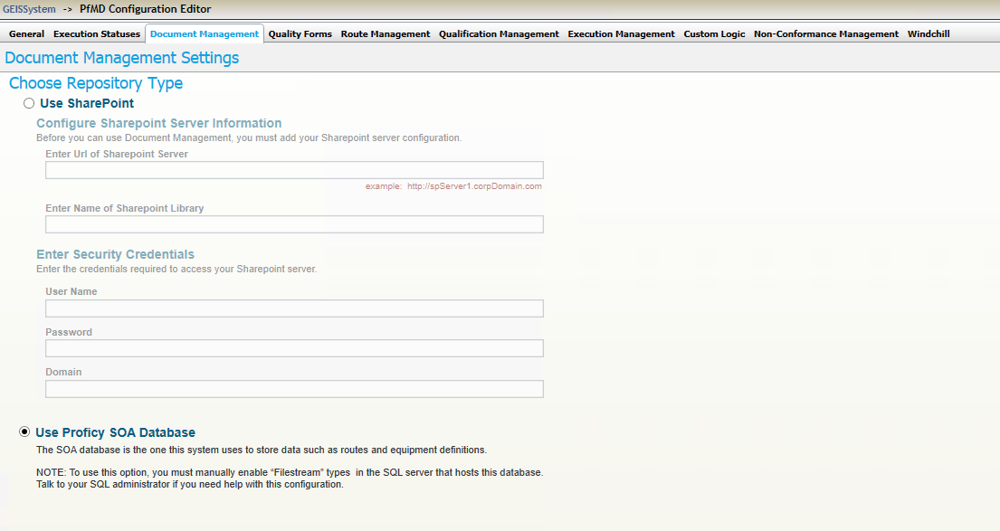 GEISSystem -> PfMD Configuration Editor
General Execution Statuses Document Management Quality Forms Route Management Qualification Management Execution Management Custom Logic Non-Conformance Management Windchill
Document Management Settings
Choose Repository Type
Use SharePoint
Configure Sharepoint Server Information
Before you can use Document Management, you must add your Sharepoint server configuration.
Enter Url of Sharepoint Server
example: http://spServer1.corpDomain.com
Enter Name of Sharepoint Library
Enter Security Credentials
Enter the credentials required to access your Sharepoint server.
User Name
Password
Domain
Use Proficy SOA Database
The SOA database is the one this system uses to store data such as routes and equipment definitions.
NOTE: To use this option, you must manually enable “Filestream” types in the SQL server that hosts this database.
Talk to your SQL administrator if you need help with this configuration.